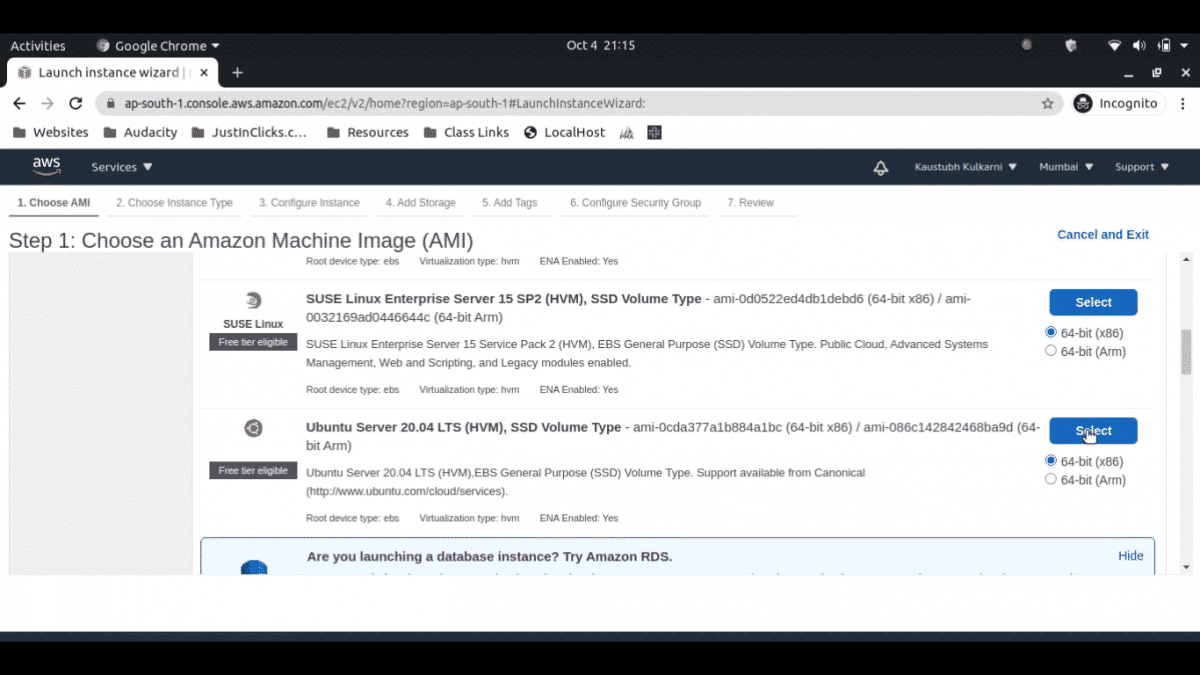 Activities Google Chrome Oct 4 21:15
Launch instance wizard |
ap-south-1.console.aws.amazon.com/ec2/v2/home?region=ap-south-1#LaunchInstanceWizard: Incognito
Websites Audacity JustInClicks.c... Resources Class Links LocalHost
aws Services Kaustubh Kulkarni Mumbai Support
1. Choose AMI 2. Choose Instance Type 3. Configure Instance 4. Add Storage 5. Add Tags 6. Configure Security Group 7. Review
Step 1: Choose an Amazon Machine Image (AMI) Cancel and Exit
Root device type: ebs Virtualization type: hvm ENA Enabled: Yes
SUSE Linux
Free tier eligible
SUSE Linux Enterprise Server 15 SP2 (HVM), SSD Volume Type - ami-0d0522ed4db1debd6 (64-bit x86) / ami-
0032169ad0446644c (64-bit Arm)
SUSE Linux Enterprise Server 15 Service Pack 2 (HVM), EBS General Purpose (SSD) Volume Type. Public Cloud, Advanced Systems
Management, Web and Scripting, and Legacy modules enabled.
Root device type: ebs Virtualization type: hvm ENA Enabled: Yes
Select
64-bit (x86)
64-bit (Arm)
Free tier eligible
Ubuntu Server 20.04 LTS (HVM), SSD Volume Type - ami-0cda377a1b884a1bc (64-bit x86) / ami-086c142842468ba9d (64-
bit Arm)
Ubuntu Server 20.04 LTS (HVM),EBS General Purpose (SSD) Volume Type. Support available from Canonical
(http://www.ubuntu.com/cloud/services).
Root device type: ebs Virtualization type: hvm ENA Enabled: Yes
Select
64-bit (x86)
64-bit (Arm)
Are you launching a database instance? Try Amazon RDS. Hide